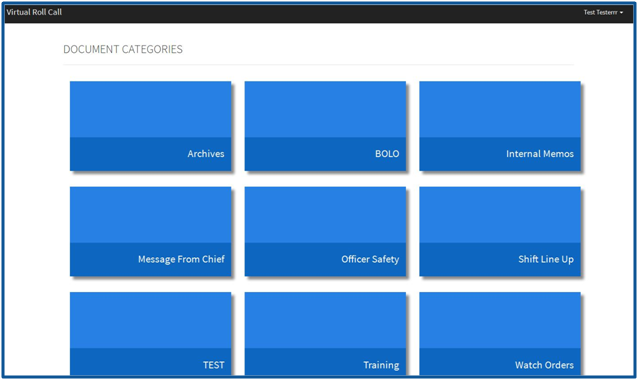 Virtual Roll Call
Test Testerrr
DOCUMENT CATEGORIES
Archives
BOLO
Internal Memos
Message From Chief
Officer Safety
Shift Line Up
TEST
Training
Watch Orders